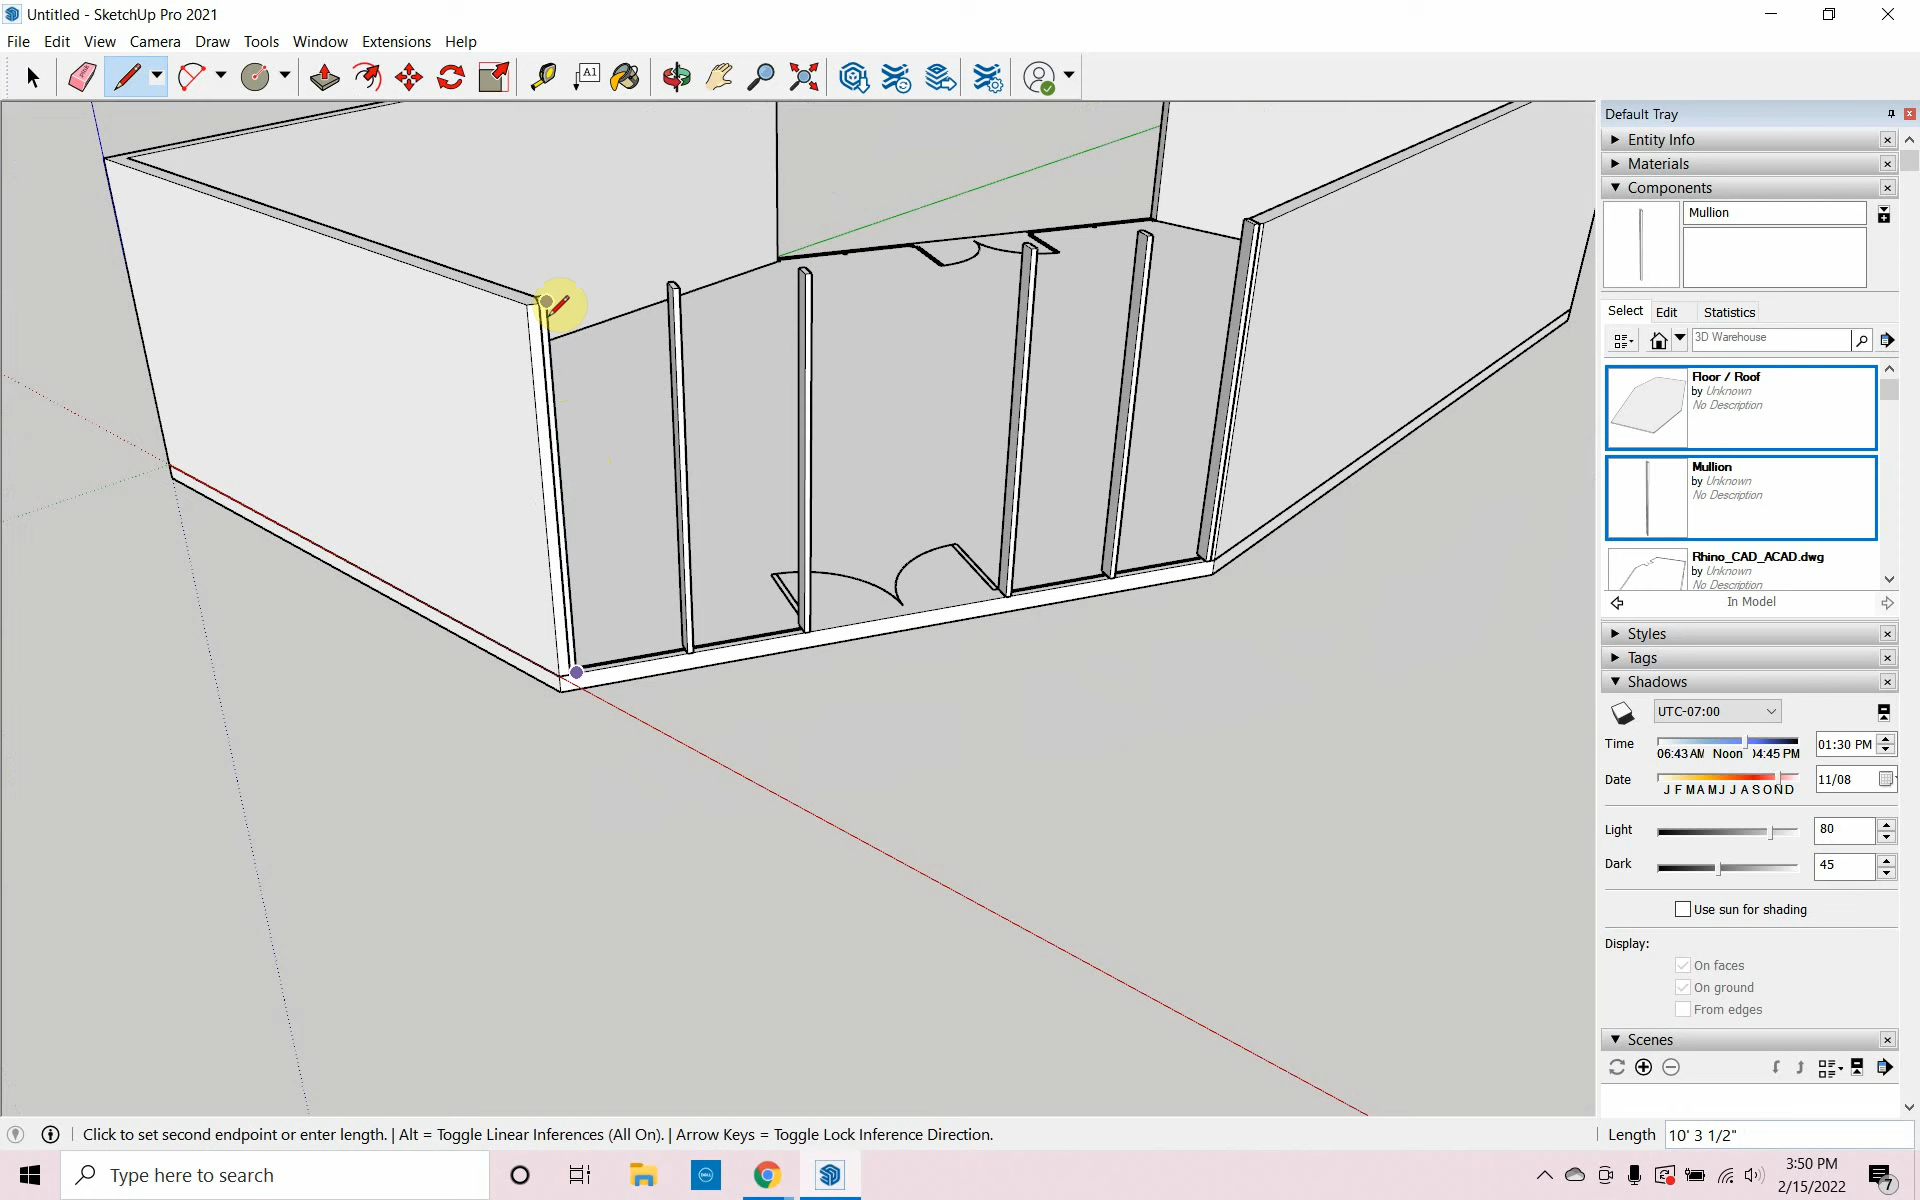 Untitled - SketchUp Pro 2021
File Edit View Camera Draw Tools Window Extensions Help
A1
Default Tray
Entity Info
Materials
Components
Mullion
Select Edit Statistics
3D Warehouse
Floor / Roof
by Unknown
No Description
Mullion
by Unknown
No Description
Rhino_CAD_ACAD.dwg
by Unknown
No Description
In Model
Styles
Tags
Shadows
UTC-07:00
Time 06:43 AM Noon 04:45 PM 01:30 PM
Date J F M A M J J A S O N D 11/08
Light 80
Dark 45
Use sun for shading
Display:
On faces
On ground
From edges
Scenes
Click to set second endpoint or enter length. | Alt = Toggle Linear Inferences (All On). | Arrow Keys = Toggle Lock Inference Direction.
Length 10' 3 1/2"
Type here to search
DELL
3:50 PM
2/15/2022
7